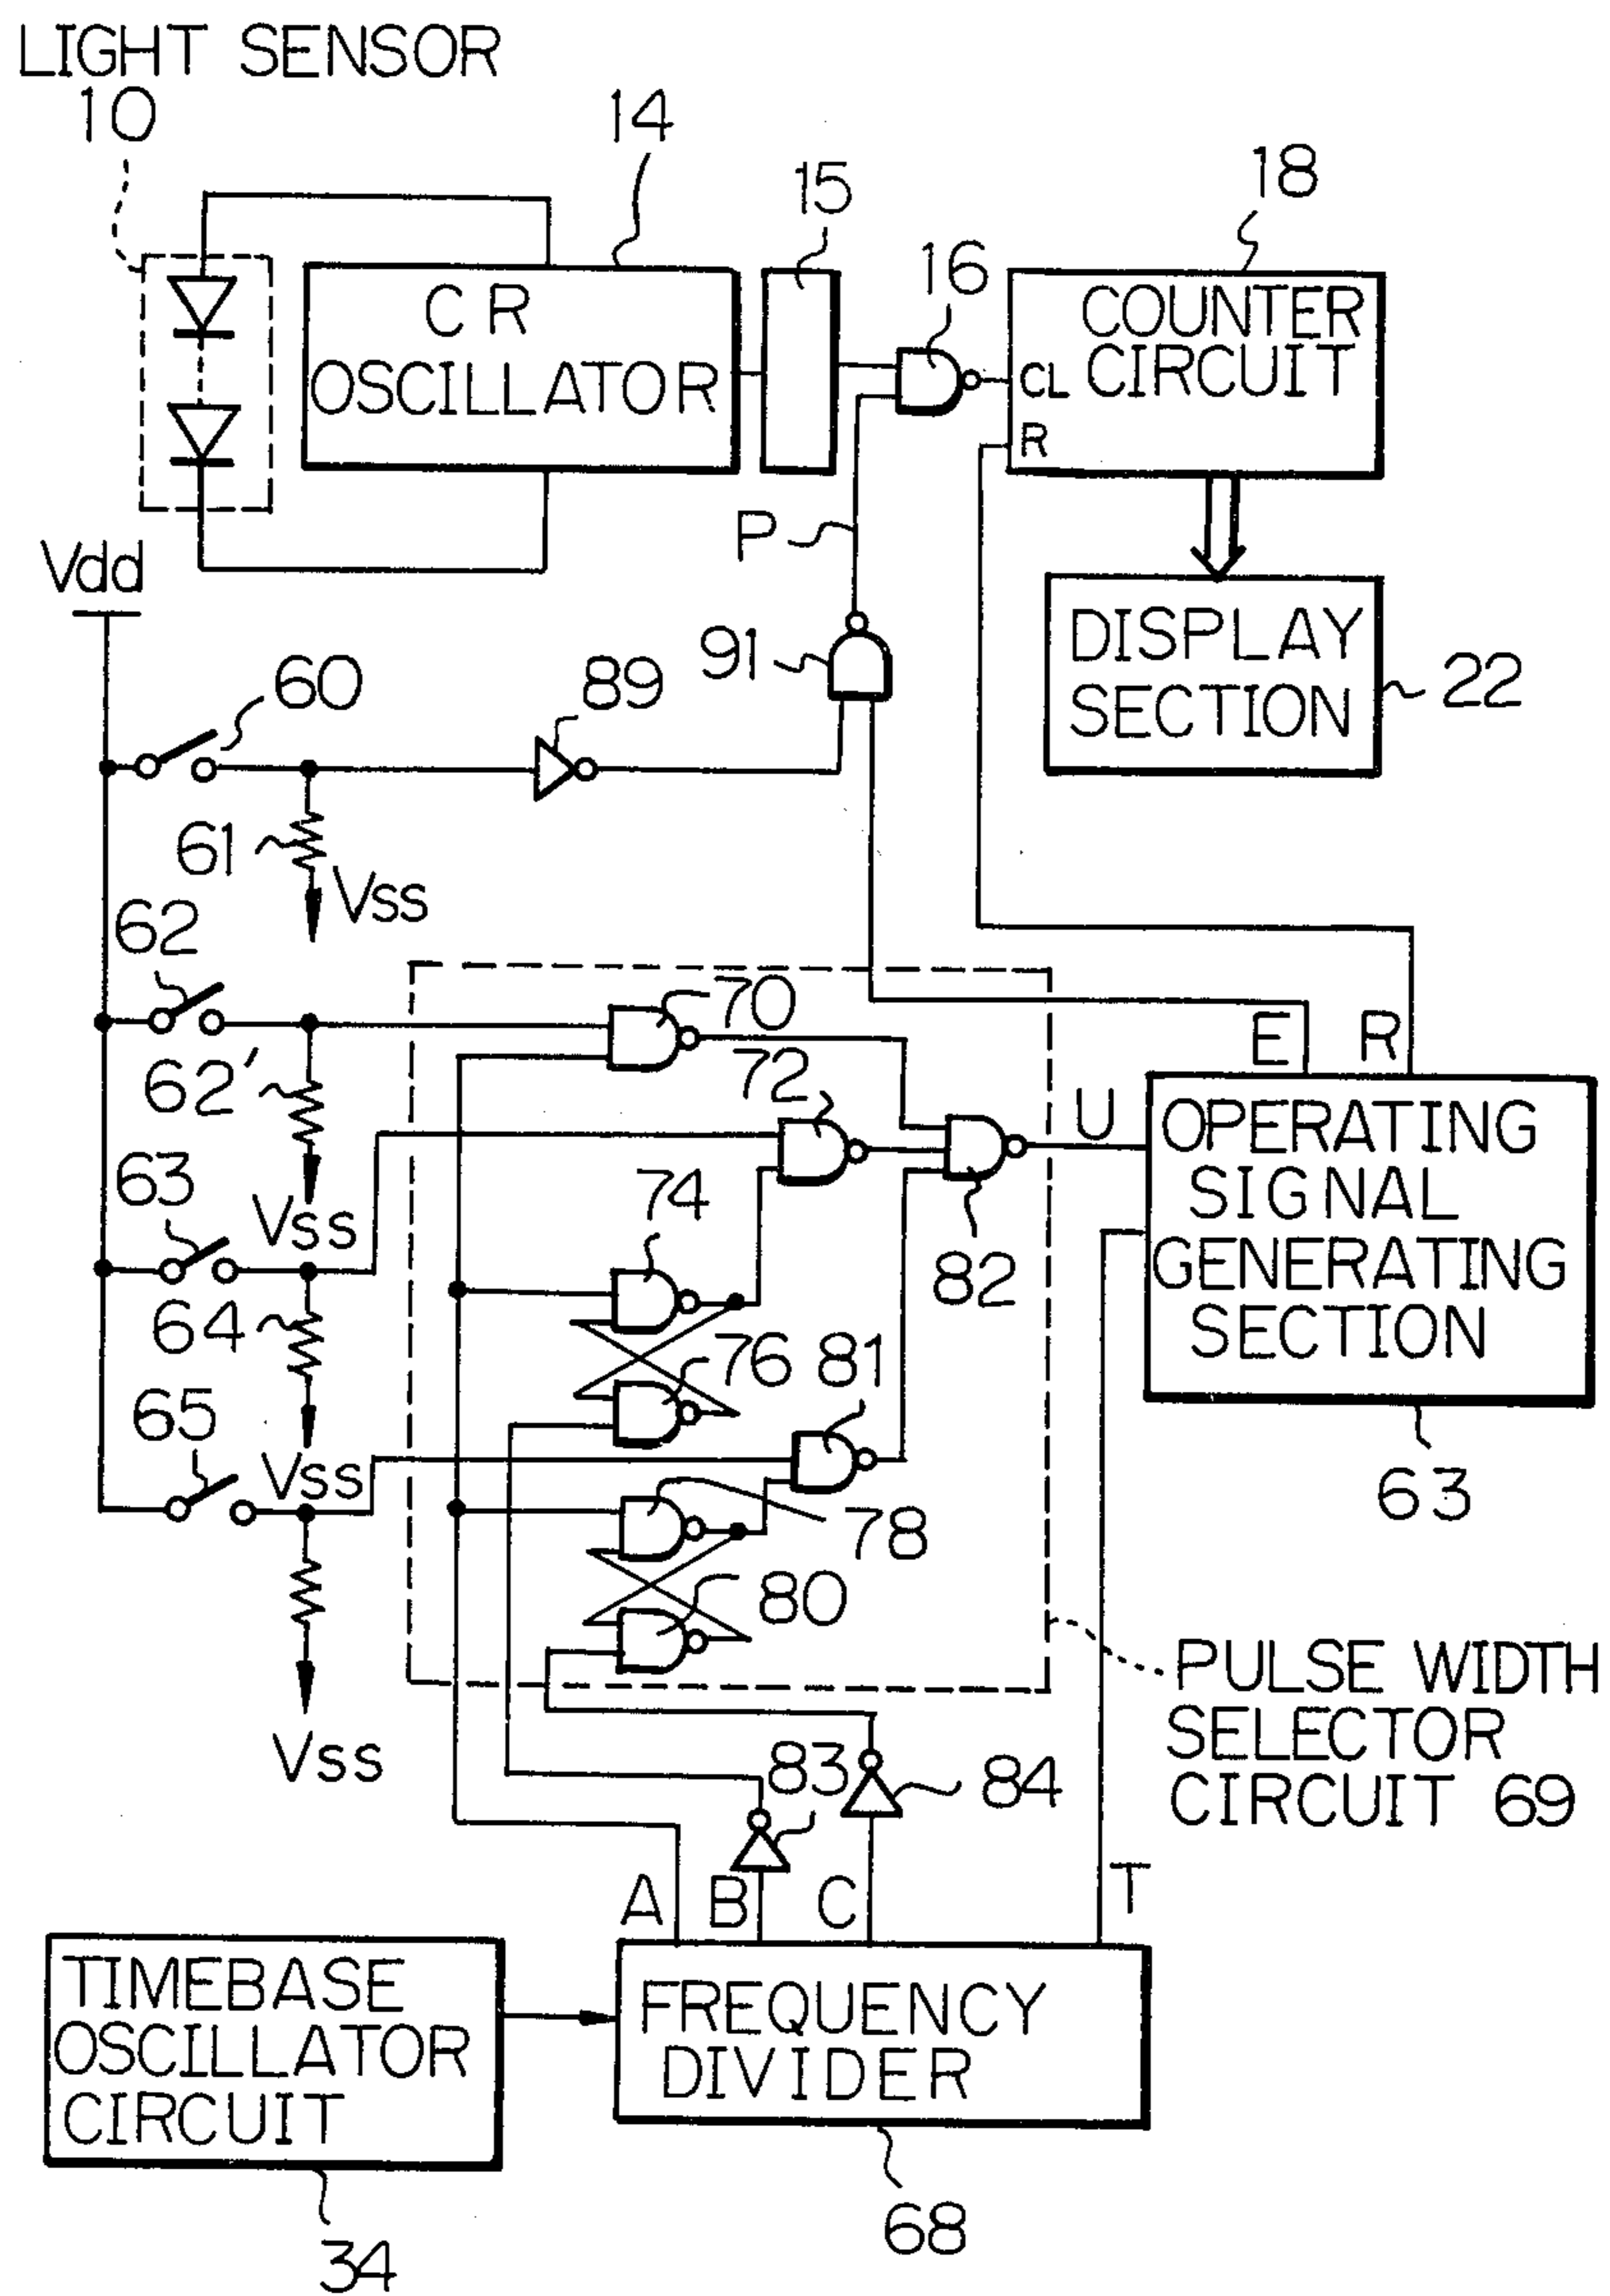 LIGHT SENSOR
10
14
15
16
18
CR
OSCILLATOR
COUNTER
CIRCUIT
CL
R
P
Vdd
91
DISPLAY
SECTION
22
60
89
61
Vss
62
70
E
R
62'
72
U
OPERATING
SIGNAL
GENERATING
SECTION
63
Vss
74
82
64
76
81
65
Vss
63
78
80
PULSE WIDTH
SELECTOR
CIRCUIT 69
Vss
83
84
A
B
C
T
TIMEBASE
OSCILLATOR
CIRCUIT
FREQUENCY
DIVIDER
68
34